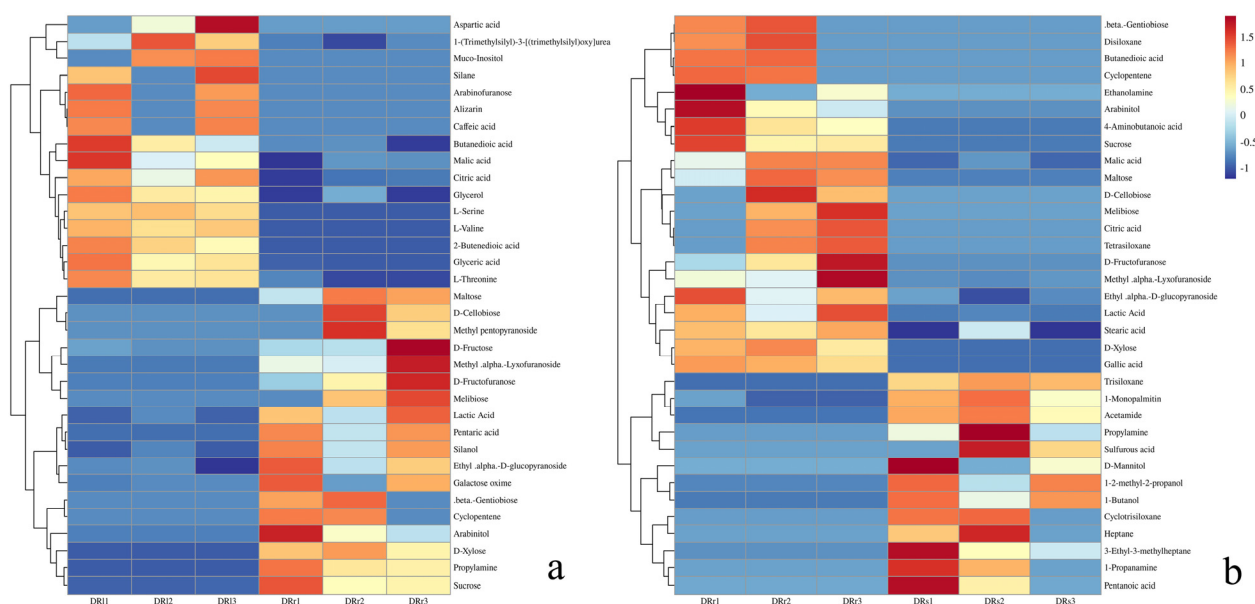 Aspartic acid
1-(Trimethylsilyl)-3-[(trimethylsilyl)oxy]urea
Muco-Inositol
Silane
Arabinofuranose
Alizarin
Caffeic acid
Butanedioic acid
Malic acid
Citric acid
Glycerol
L-Serine
L-Valine
2-Butenedioic acid
Glyceric acid
L-Threonine
Maltose
D-Cellobiose
Methyl pentopyranoside
D-Fructose
Methyl .alpha.-Lyxofuranoside
D-Fructofuranose
Melibiose
Lactic Acid
Pentaric acid
Silanol
Ethyl .alpha.-D-glucopyranoside
Galactose oxime
.beta.-Gentiobiose
Cyclopentene
Arabinitol
D-Xylose
Propylamine
Sucrose
DRl1 DRl2 DRl3 DRr1 DRr2 DRr3
a
.beta.-Gentiobiose
Disiloxane
Butanedioic acid
Cyclopentene
Ethanolamine
Arabinitol
4-Aminobutanoic acid
Sucrose
Malic acid
Maltose
D-Cellobiose
Melibiose
Citric acid
Tetrasiloxane
D-Fructofuranose
Methyl .alpha.-Lyxofuranoside
Ethyl .alpha.-D-glucopyranoside
Lactic Acid
Stearic acid
D-Xylose
Gallic acid
Trisiloxane
1-Monopalmitin
Acetamide
Propylamine
Sulfurous acid
D-Mannitol
1-2-methyl-2-propanol
1-Butanol
Cyclotrisiloxane
Heptane
3-Ethyl-3-methylheptane
1-Propanamine
Pentanoic acid
DRr1 DRr2 DRr3 DRs1 DRs2 DRs3
b
1.5
1
0.5
0
-0.5
-1